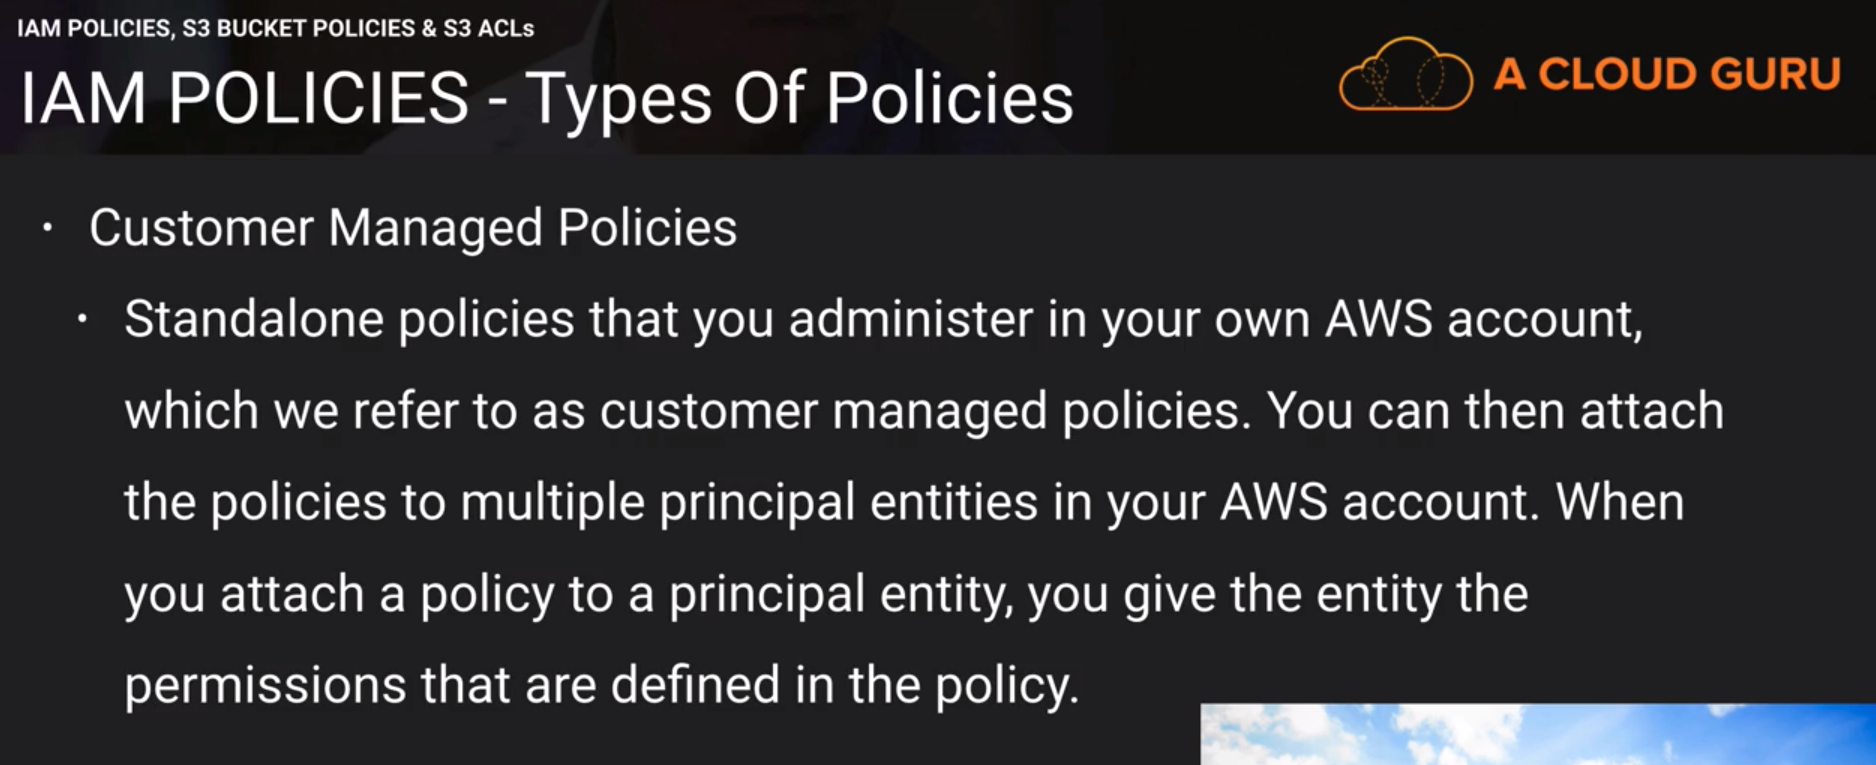 IAM POLICIES, S3 BUCKET POLICIES & S3 ACLs
IAM POLICIES - Types Of Policies
A CLOUD GURU
• Customer Managed Policies
• Standalone policies that you administer in your own AWS account,
which we refer to as customer managed policies. You can then attach
the policies to multiple principal entities in your AWS account. When
you attach a policy to a principal entity, you give the entity the
permissions that are defined in the policy.